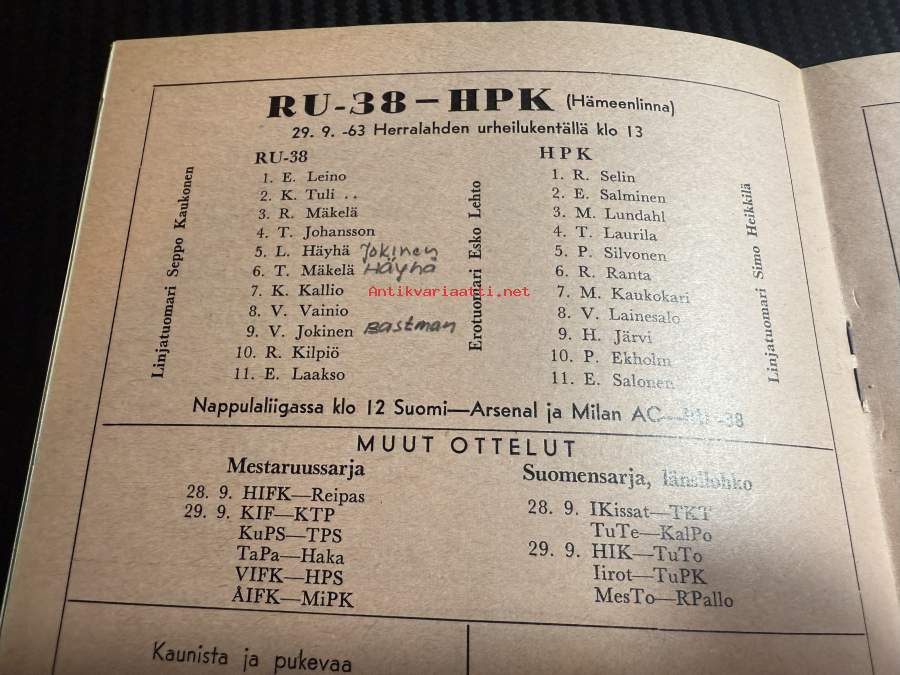 RU-38 – HPK (Hämeenlinna)
29. 9. -63 Herralahden urheilukentällä klo 13
Linjatuomari Seppo Kaukonen
RU-38
1. E. Leino
2. K. Tuli . .
3. R. Mäkelä
4. T. Johansson
5. L. Häyhä Jokinen
6. T. Mäkelä Häyhä
7. K. Kallio
8. V. Vainio
9. V. Jokinen Bastman
10. R. Kilpiö
11. E. Laakso
Erotuomari Esko Lehto
HPK
1. R. Selin
2. E. Salminen
3. M. Lundahl
4. T. Laurila
5. P. Silvonen
6. R. Ranta
7. M. Kaukokari
8. V. Lainesalo
9. H. Järvi
10. P. Ekholm
11. E. Salonen
Linjatuomari Simo Heikkilä
Antikvariaatti.net
Nappulaliigassa klo 12 Suomi—Arsenal ja Milan AC—RU-38
MUUT OTTELUT
Mestaruussarja
28. 9. HIFK—Reipas
29. 9. KIF—KTP
KuPS—TPS
TaPa—Haka
VIFK—HPS
ÅIFK—MiPK
Suomensarja, länsilohko
28. 9. IKissat—TKT
TuTe—KalPo
29. 9. HIK—TuTo
Iirot—TuPK
MesTo—RPallo
Kaunista ja pukevaa